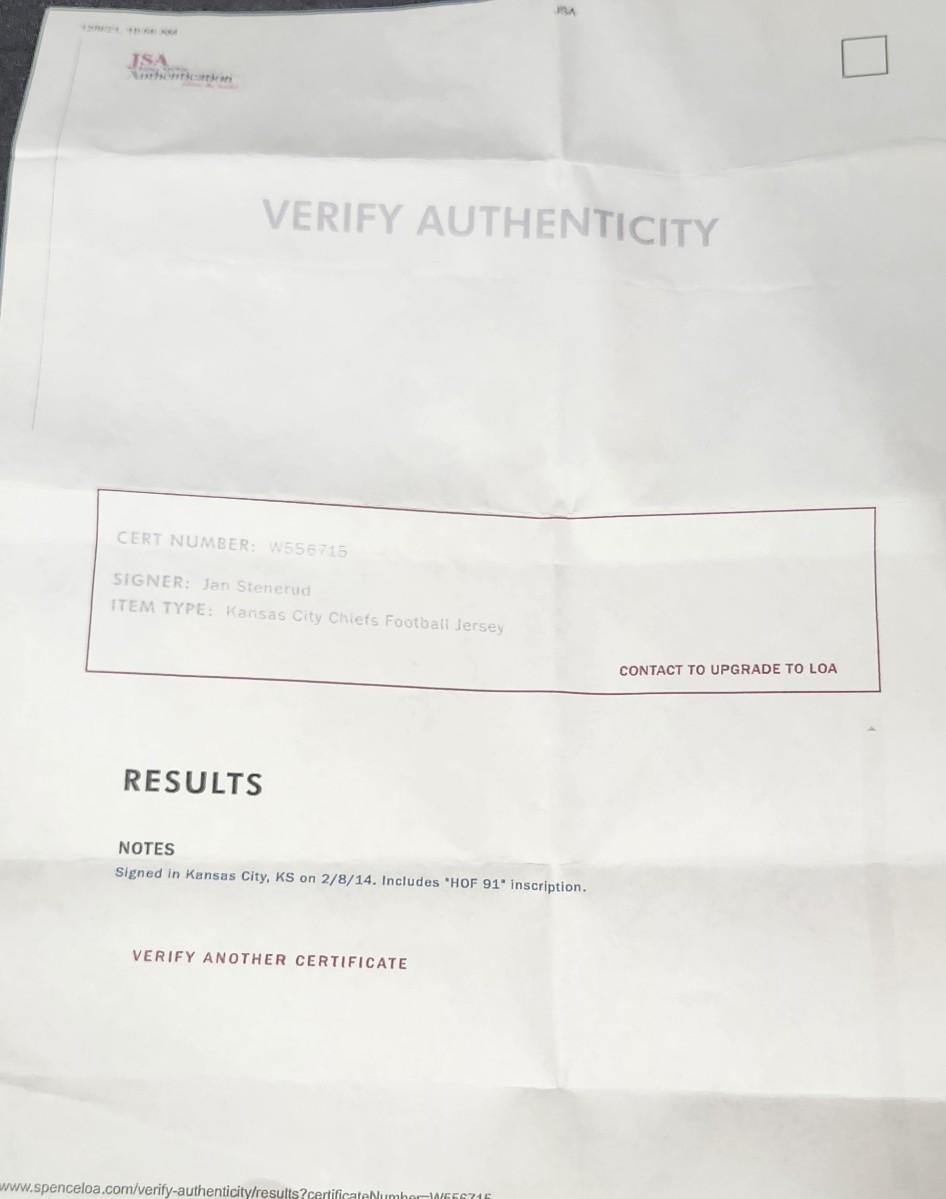 JSA
JSA
Authentication
VERIFY AUTHENTICITY
CERT NUMBER: W556715
SIGNER: Jan Stenerud
ITEM TYPE: Kansas City Chiefs Football Jersey
CONTACT TO UPGRADE TO LOA
RESULTS
NOTES
Signed in Kansas City, KS on 2/8/14. Includes "HOF 91" inscription.
VERIFY ANOTHER CERTIFICATE
www.spenceloa.com/verify-authenticity/results?certificateNumber=W556715